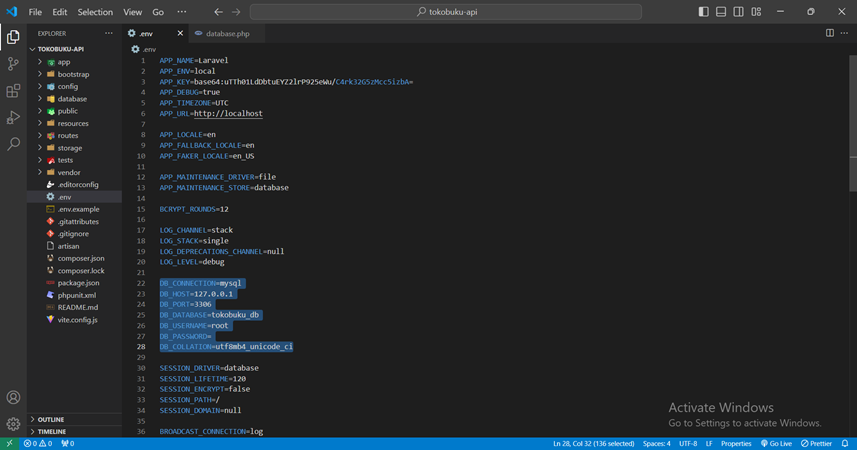 File Edit Selection View Go ··· tokobuku-api
EXPLORER ···
TOKOBUKU-API
app
bootstrap
config
database
public
resources
routes
storage
tests
vendor
.editorconfig
.env
.env.example
.gitattributes
.gitignore
artisan
composer.json
composer.lock
package.json
phpunit.xml
README.md
vite.config.js
OUTLINE
TIMELINE
.env database.php
.env
1 APP_NAME=Laravel
2 APP_ENV=local
3 APP_KEY=base64:uTTh01LdDbtuEYZ2lrP925eWu/C4rk32G5zMcc5izbA=
4 APP_DEBUG=true
5 APP_TIMEZONE=UTC
6 APP_URL=http://localhost
7
8 APP_LOCALE=en
9 APP_FALLBACK_LOCALE=en
10 APP_FAKER_LOCALE=en_US
11
12 APP_MAINTENANCE_DRIVER=file
13 APP_MAINTENANCE_STORE=database
14
15 BCRYPT_ROUNDS=12
16
17 LOG_CHANNEL=stack
18 LOG_STACK=single
19 LOG_DEPRECATIONS_CHANNEL=null
20 LOG_LEVEL=debug
21
22 DB_CONNECTION=mysql
23 DB_HOST=127.0.0.1
24 DB_PORT=3306
25 DB_DATABASE=tokobuku_db
26 DB_USERNAME=root
27 DB_PASSWORD=
28 DB_COLLATION=utf8mb4_unicode_ci
29
30 SESSION_DRIVER=database
31 SESSION_LIFETIME=120
32 SESSION_ENCRYPT=false
33 SESSION_PATH=/
34 SESSION_DOMAIN=null
35
36 BROADCAST_CONNECTION=log
Activate Windows
Go to Settings to activate Windows.
0 0 0 Ln 28, Col 32 (136 selected) Spaces: 4 UTF-8 LF Properties Go Live Prettier